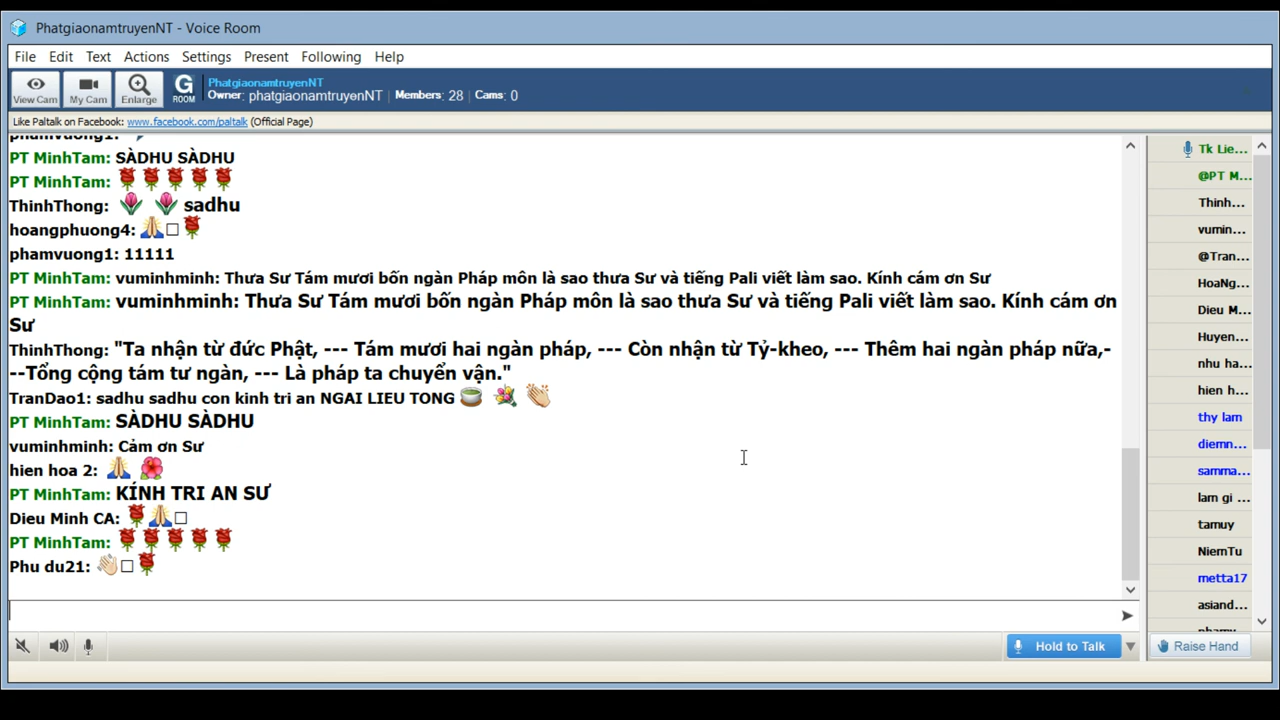 PhatgiaonamtruyenNT - Voice Room
File Edit Text Actions Settings Present Following Help
View Cam My Cam Enlarge G ROOM PhatgiaonamtruyenNT
Owner: phatgiaonamtruyenNT Members: 28 Cams: 0
Like Paltalk on Facebook: www.facebook.com/paltalk (Official Page)
phamvuong1:
PT MinhTam: SÀDHU SÀDHU
PT MinhTam:
ThinhThong: sadhu
hoangphuong4:
phamvuong1: 11111
PT MinhTam: vuminhminh: Thưa Sư Tám mươi bốn ngàn Pháp môn là sao thưa Sư và tiếng Pali viết làm sao. Kính cám ơn Sư
PT MinhTam: vuminhminh: Thưa Sư Tám mươi bốn ngàn Pháp môn là sao thưa Sư và tiếng Pali viết làm sao. Kính cám ơn
Sư
ThinhThong: "Ta nhận từ đức Phật, --- Tám mươi hai ngàn pháp, --- Còn nhận từ Tỷ-kheo, --- Thêm hai ngàn pháp nữa,-
--Tổng cộng tám tư ngàn, --- Là pháp ta chuyển vận."
TranDao1: sadhu sadhu con kinh tri an NGAI LIEU TONG
PT MinhTam: SÀDHU SÀDHU
vuminhminh: Cảm ơn Sư
hien hoa 2:
PT MinhTam: KÍNH TRI AN SƯ
Dieu Minh CA:
PT MinhTam:
Phu du21:
Tk Lie...
@PT M...
Thinh...
vumin...
@Tran...
HoaNg...
Dieu M...
Huyen...
nhu ha...
hien h...
thy lam
diemn...
samma...
lam gi ...
tamuy
NiemTu
metta17
asiand...
Hold to Talk
Raise Hand